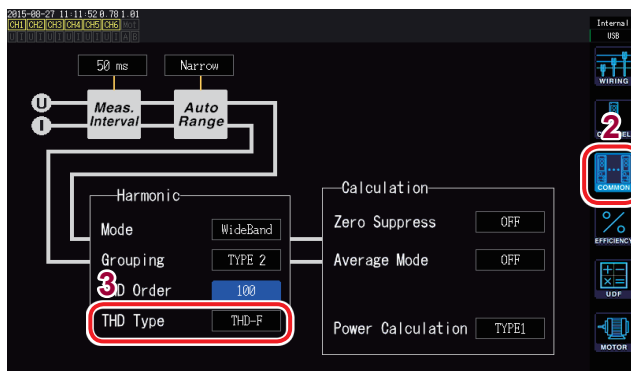 2015-08-27 11:11:52 0.78 1.01
CH1 CH2 CH3 CH4 CH5 CH6 Mot
U I U I U I U I U I U I A B
Internal
USB
50 ms
Narrow
U
I
Meas.
Interval
Auto
Range
WIRING
2
COMMON
Harmonic
Mode
WideBand
Grouping
TYPE 2
3
Order
100
THD Type
THD-F
Calculation
Zero Suppress
OFF
Average Mode
OFF
Power Calculation
TYPE1
EFFICIENCY
UDF
MOTOR